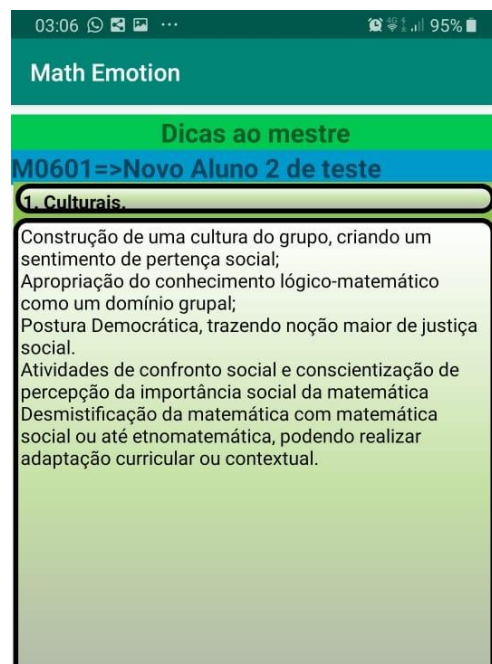 03:06 ... 4G 95%
Math Emotion
Dicas ao mestre
M0601=>Novo Aluno 2 de teste
1. Culturais.
Construção de uma cultura do grupo, criando um
sentimento de pertença social;
Apropriação do conhecimento lógico-matemático
como um domínio grupal;
Postura Democrática, trazendo noção maior de justiça
social.
Atividades de confronto social e conscientização de
percepção da importância social da matemática
Desmistificação da matemática com matemática
social ou até etnomatemática, podendo realizar
adaptação curricular ou contextual.